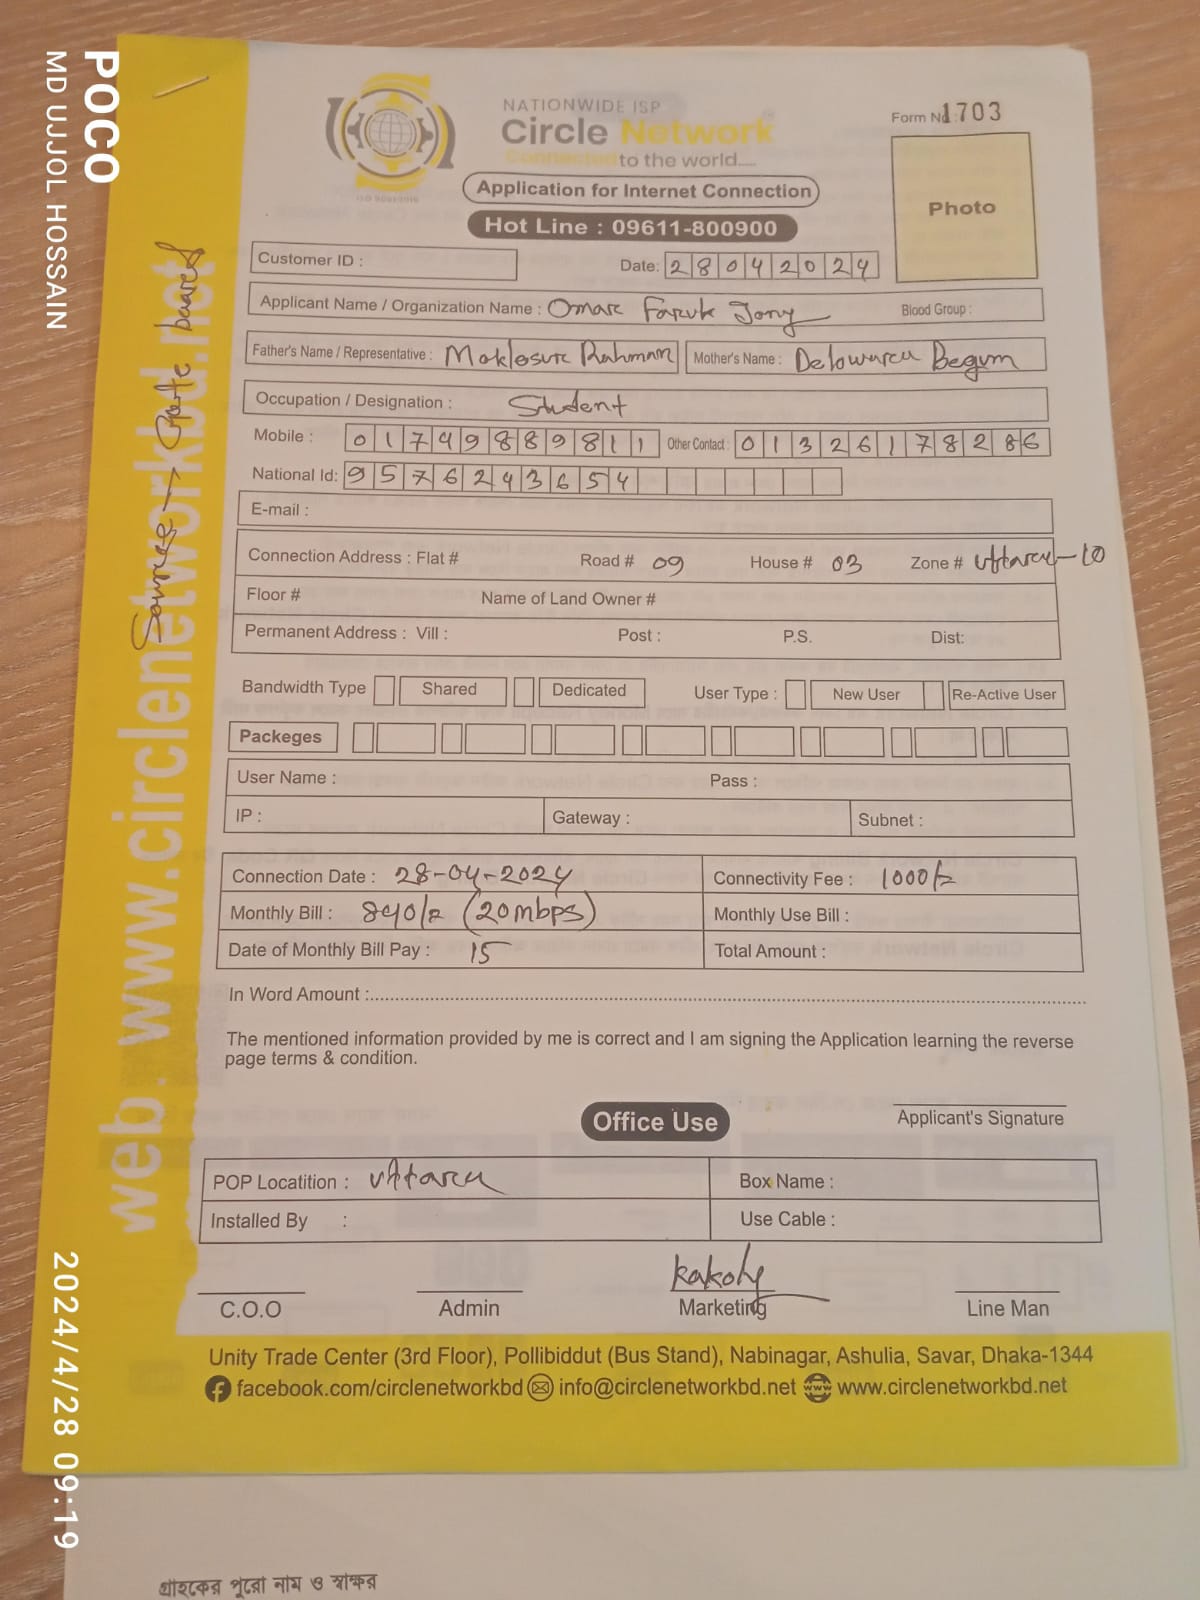 NATIONWIDE ISP
Circle Network
Connected to the world.....
ISO 9001:2015
Application for Internet Connection
Hot Line : 09611-800900
Form No : 1703
Photo
Customer ID :
Date: 28042024
Applicant Name / Organization Name : Omar Faruk Jony Blood Group :
Father's Name / Representative : Moklesur Rahman Mother's Name : Delowara Begum
Occupation / Designation : Student
Mobile : 01749889811 Other Contact : 01326178286
National Id: 9576243654
E-mail :
Connection Address : Flat # Road # 09 House # 03 Zone # Uttara-10
Floor # Name of Land Owner #
Permanent Address : Vill : Post : P.S. Dist:
Bandwidth Type Shared Dedicated User Type : New User Re-Active User
Packeges
User Name : Pass :
IP : Gateway : Subnet :
Connection Date : 28-04-2024 Connectivity Fee : 1000/=
Monthly Bill : 840/= (20mbps) Monthly Use Bill :
Date of Monthly Bill Pay : 15 Total Amount :
In Word Amount :
The mentioned information provided by me is correct and I am signing the Application learning the reverse
page terms & condition.
Applicant's Signature
Office Use
POP Locatition : Uttara Box Name :
Installed By : Use Cable :
kakoly
C.O.O Admin Marketing Line Man
Unity Trade Center (3rd Floor), Pollibiddut (Bus Stand), Nabinagar, Ashulia, Savar, Dhaka-1344
facebook.com/circlenetworkbd info@circlenetworkbd.net www www.circlenetworkbd.net
গ্রাহকের পুরো নাম ও স্বাক্ষর
web : www.circlenetworkbd.net
POCO
MD UJJOL HOSSAIN
2024/4/28 09:19